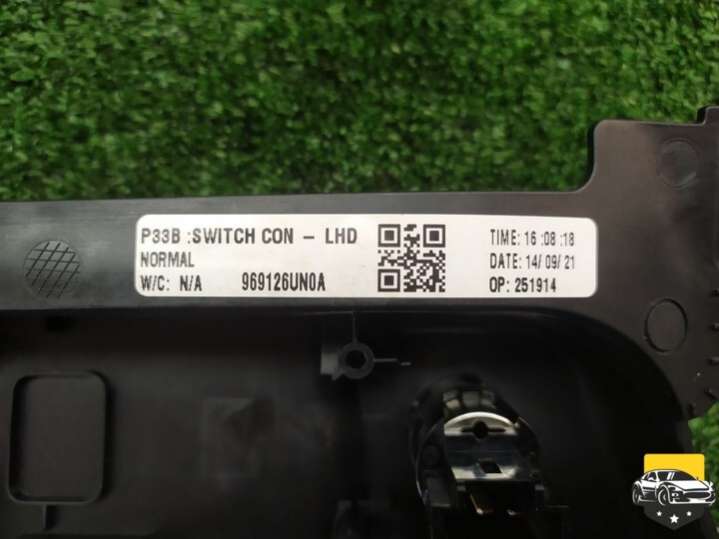 P33B :SWITCH CON - LHD
NORMAL
W/C: N/A 969126UN0A
TIME: 16 :08 :18
DATE: 14/ 09/ 21
OP: 251914